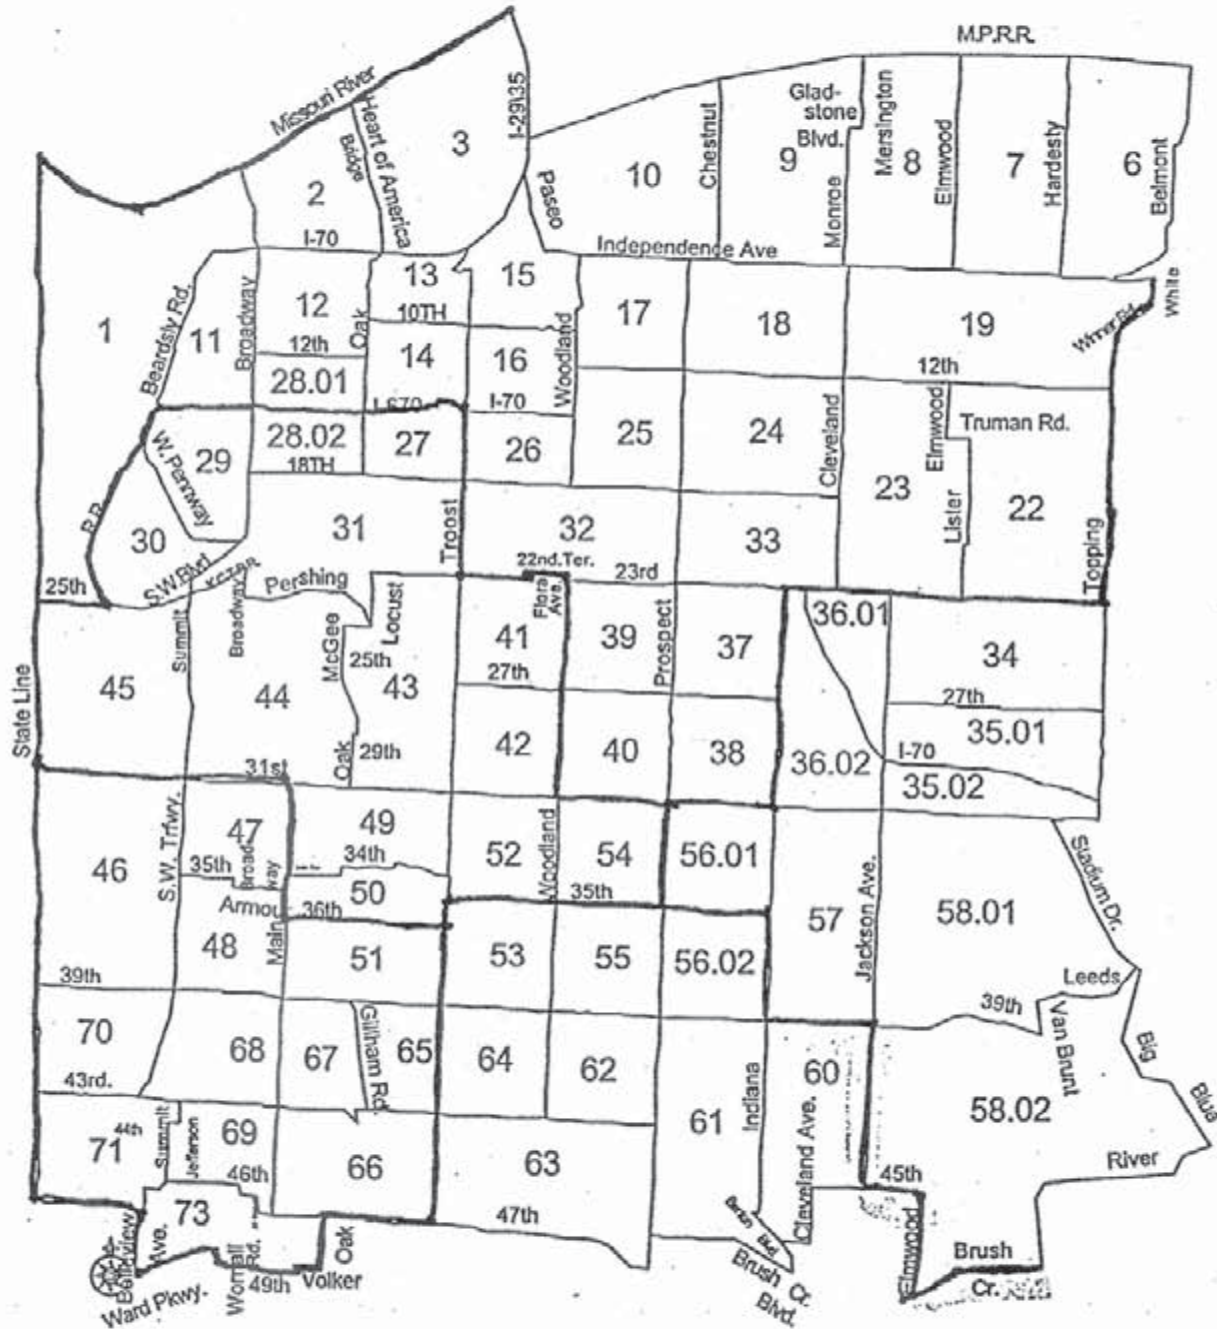 M.P.R.R.
Missouri River
Heart of America
Bridge
I-29\35
3
Paseo
10
Chestnut
Glad-
stone
Blvd.
9
Monroe
Mersington
8
Elmwood
7
Hardesty
6
Belmont
2
I-70
Independence Ave
1
Beardsly Rd.
11
Broadway
12
12th
28.01
Oak
13
10TH
14
15
16
I-70
Woodland
17
18
19
12th
White
28.02
18TH
27
26
25
24
Cleveland
Elmwood
Truman Rd.
23
Lister
22
Topping
W. Pennway
29
30
R.R.
S.W.Blvd
25th
31
Troost
32
22nd.Ter.
Flora
Ave.
23rd
33
Pershing
Summit
Broadway
McGee
Locust
25th
State Line
45
44
43
Oak
29th
41
27th
42
39
40
Prospect
37
38
36.01
36.02
34
27th
35.01
I-70
35.02
31st
46
S.W. Trfwy.
47
35th
Broad
way
49
34th
50
Armou
36th
48
Main
51
52
Woodland
54
35th
56.01
53
55
56.02
57
Jackson Ave.
58.01
Stadium Dr.
Leeds
39th
Van Brunt
Big
Blue
River
58.02
39th
70
43rd.
68
67
Gillham Rd.
65
64
62
61
Indiana
60
Cleveland Ave.
71
44th
Summit
Jefferson
69
46th
66
63
47th
45th
Elmwood
Brush
Cr.
73
Ave.
Wornall
Rd.
49th
Volker
Oak
Ward Pkwy.
Brush Cr.
Blvd.